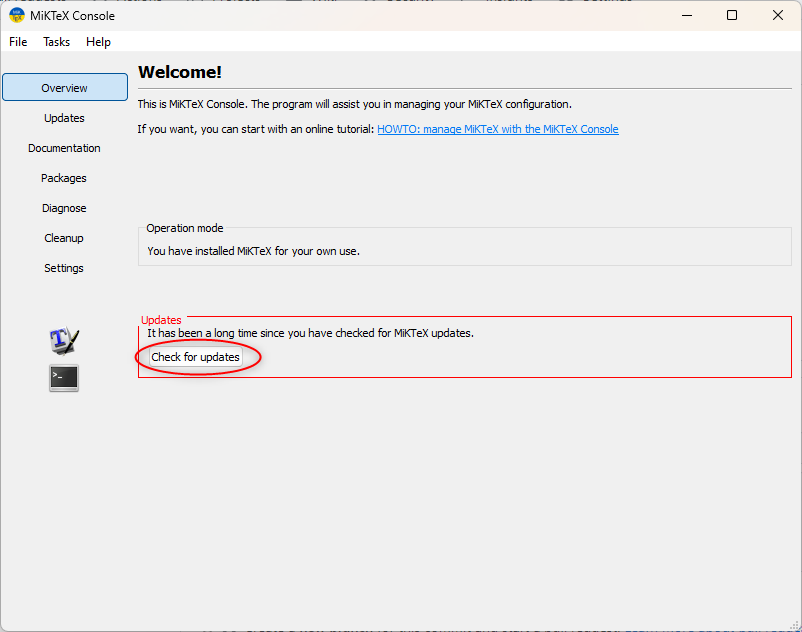 MiKTeX Console
File Tasks Help
Overview
Updates
Documentation
Packages
Diagnose
Cleanup
Settings
Welcome!
This is MiKTeX Console. The program will assist you in managing your MiKTeX configuration.
If you want, you can start with an online tutorial: HOWTO: manage MiKTeX with the MiKTeX Console
Operation mode
You have installed MiKTeX for your own use.
Updates
It has been a long time since you have checked for MiKTeX updates.
Check for updates